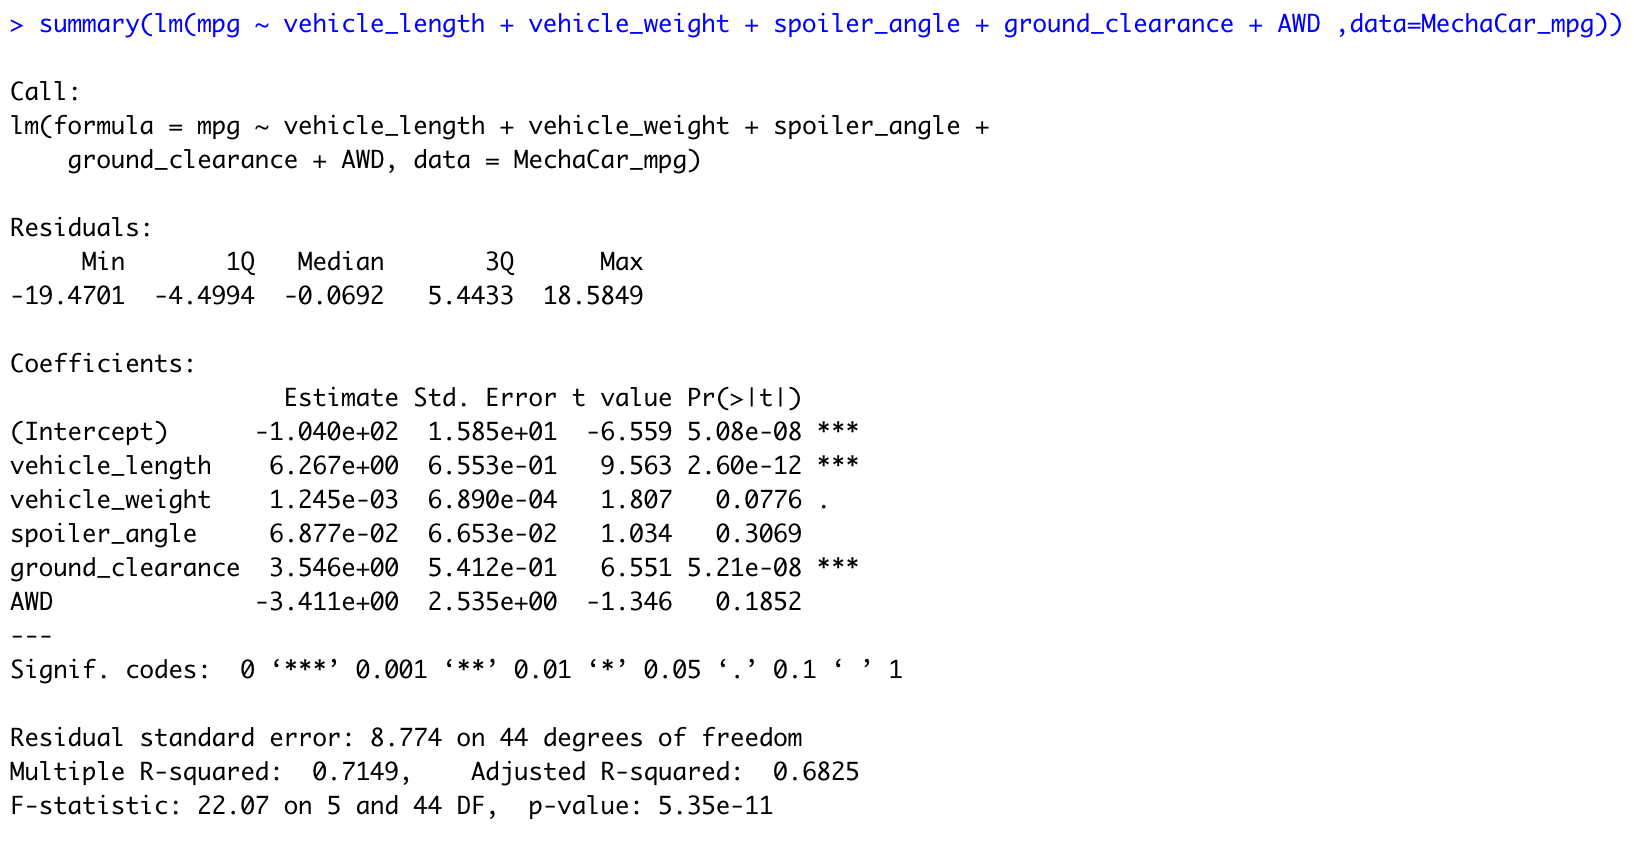 > summary(lm(mpg ~ vehicle_length + vehicle_weight + spoiler_angle + ground_clearance + AWD ,data=MechaCar_mpg))

Call:
lm(formula = mpg ~ vehicle_length + vehicle_weight + spoiler_angle +
    ground_clearance + AWD, data = MechaCar_mpg)

Residuals:
     Min       1Q   Median       3Q      Max
-19.4701  -4.4994  -0.0692   5.4433  18.5849

Coefficients:
                   Estimate Std. Error t value Pr(>|t|)
(Intercept)      -1.040e+02  1.585e+01  -6.559 5.08e-08 ***
vehicle_length    6.267e+00  6.553e-01   9.563 2.60e-12 ***
vehicle_weight    1.245e-03  6.890e-04   1.807   0.0776 .
spoiler_angle     6.877e-02  6.653e-02   1.034   0.3069
ground_clearance  3.546e+00  5.412e-01   6.551 5.21e-08 ***
AWD              -3.411e+00  2.535e+00  -1.346   0.1852
---
Signif. codes:  0 ‘***’ 0.001 ‘**’ 0.01 ‘*’ 0.05 ‘.’ 0.1 ‘ ’ 1

Residual standard error: 8.774 on 44 degrees of freedom
Multiple R-squared:  0.7149,    Adjusted R-squared:  0.6825
F-statistic: 22.07 on 5 and 44 DF,  p-value: 5.35e-11